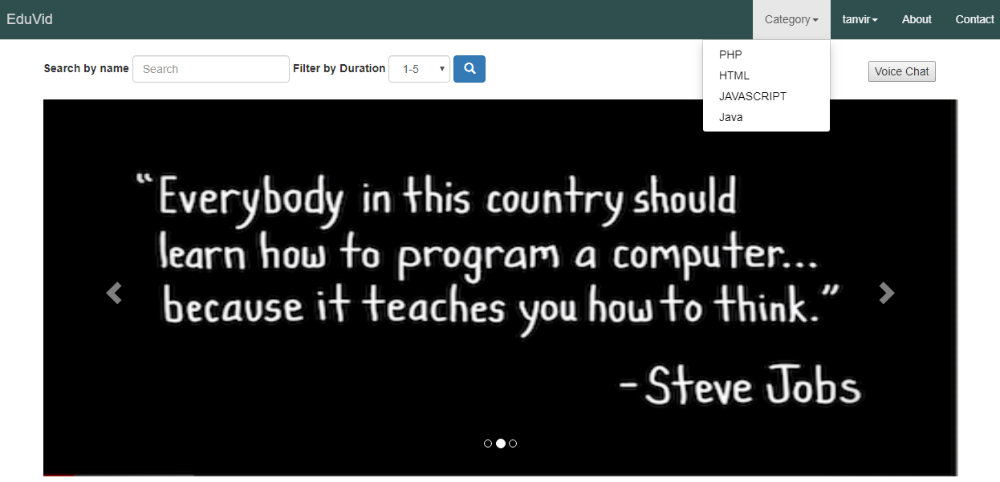 EduVid Category tanvir About Contact
Search by name Search Filter by Duration 1-5 Voice Chat
PHP
HTML
JAVASCRIPT
Java
“Everybody in this country should
learn how to program a computer...
because it teaches you how to think.”
- Steve Jobs